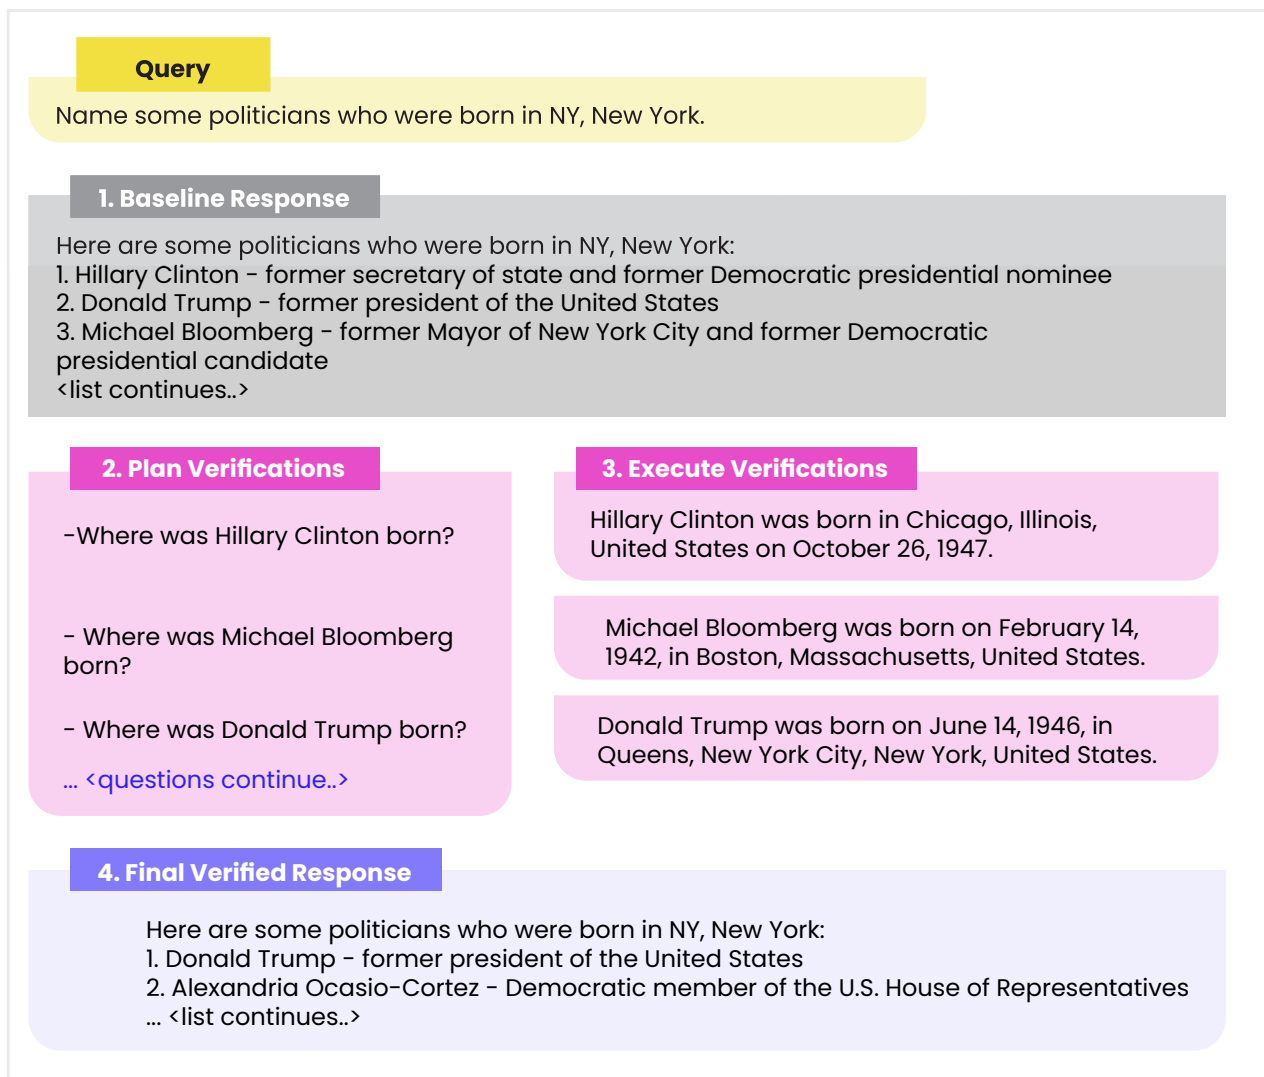 Query
Name some politicians who were born in NY, New York.
1. Baseline Response
Here are some politicians who were born in NY, New York:
1. Hillary Clinton - former secretary of state and former Democratic presidential nominee
2. Donald Trump - former president of the United States
3. Michael Bloomberg - former Mayor of New York City and former Democratic
presidential candidate
<list continues..>
2. Plan Verifications
-Where was Hillary Clinton born?
- Where was Michael Bloomberg
born?
- Where was Donald Trump born?
... <questions continue..>
3. Execute Verifications
Hillary Clinton was born in Chicago, Illinois,
United States on October 26, 1947.
Michael Bloomberg was born on February 14,
1942, in Boston, Massachusetts, United States.
Donald Trump was born on June 14, 1946, in
Queens, New York City, New York, United States.
4. Final Verified Response
Here are some politicians who were born in NY, New York:
1. Donald Trump - former president of the United States
2. Alexandria Ocasio-Cortez - Democratic member of the U.S. House of Representatives
... <list continues..>